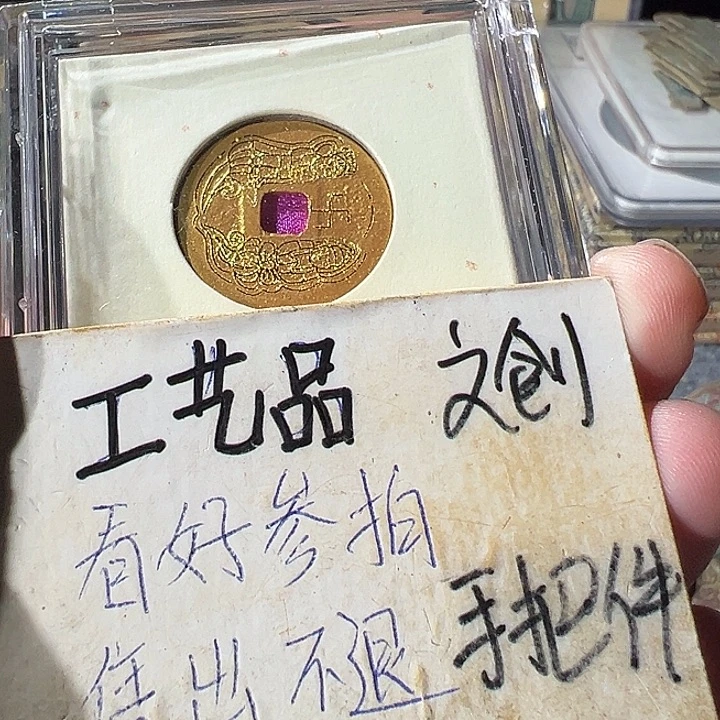 工艺品 文创
看好参拍
手把件
售出不退